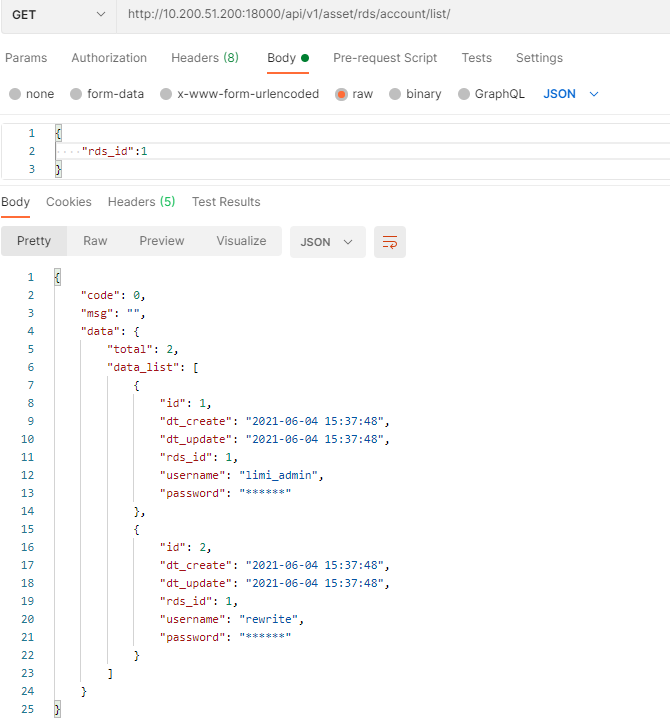 GET http://10.200.51.200:18000/api/v1/asset/rds/account/list/
Params Authorization Headers (8) Body Pre-request Script Tests Settings
none form-data x-www-form-urlencoded raw binary GraphQL JSON
1 {
2 "rds_id":1
3 }
Body Cookies Headers (5) Test Results
Pretty Raw Preview Visualize JSON
1 {
2 "code": 0,
3 "msg": "",
4 "data": {
5 "total": 2,
6 "data_list": [
7 {
8 "id": 1,
9 "dt_create": "2021-06-04 15:37:48",
10 "dt_update": "2021-06-04 15:37:48",
11 "rds_id": 1,
12 "username": "limi_admin",
13 "password": "******"
14 },
15 {
16 "id": 2,
17 "dt_create": "2021-06-04 15:37:48",
18 "dt_update": "2021-06-04 15:37:48",
19 "rds_id": 1,
20 "username": "rewrite",
21 "password": "******"
22 }
23 ]
24 }
25 }